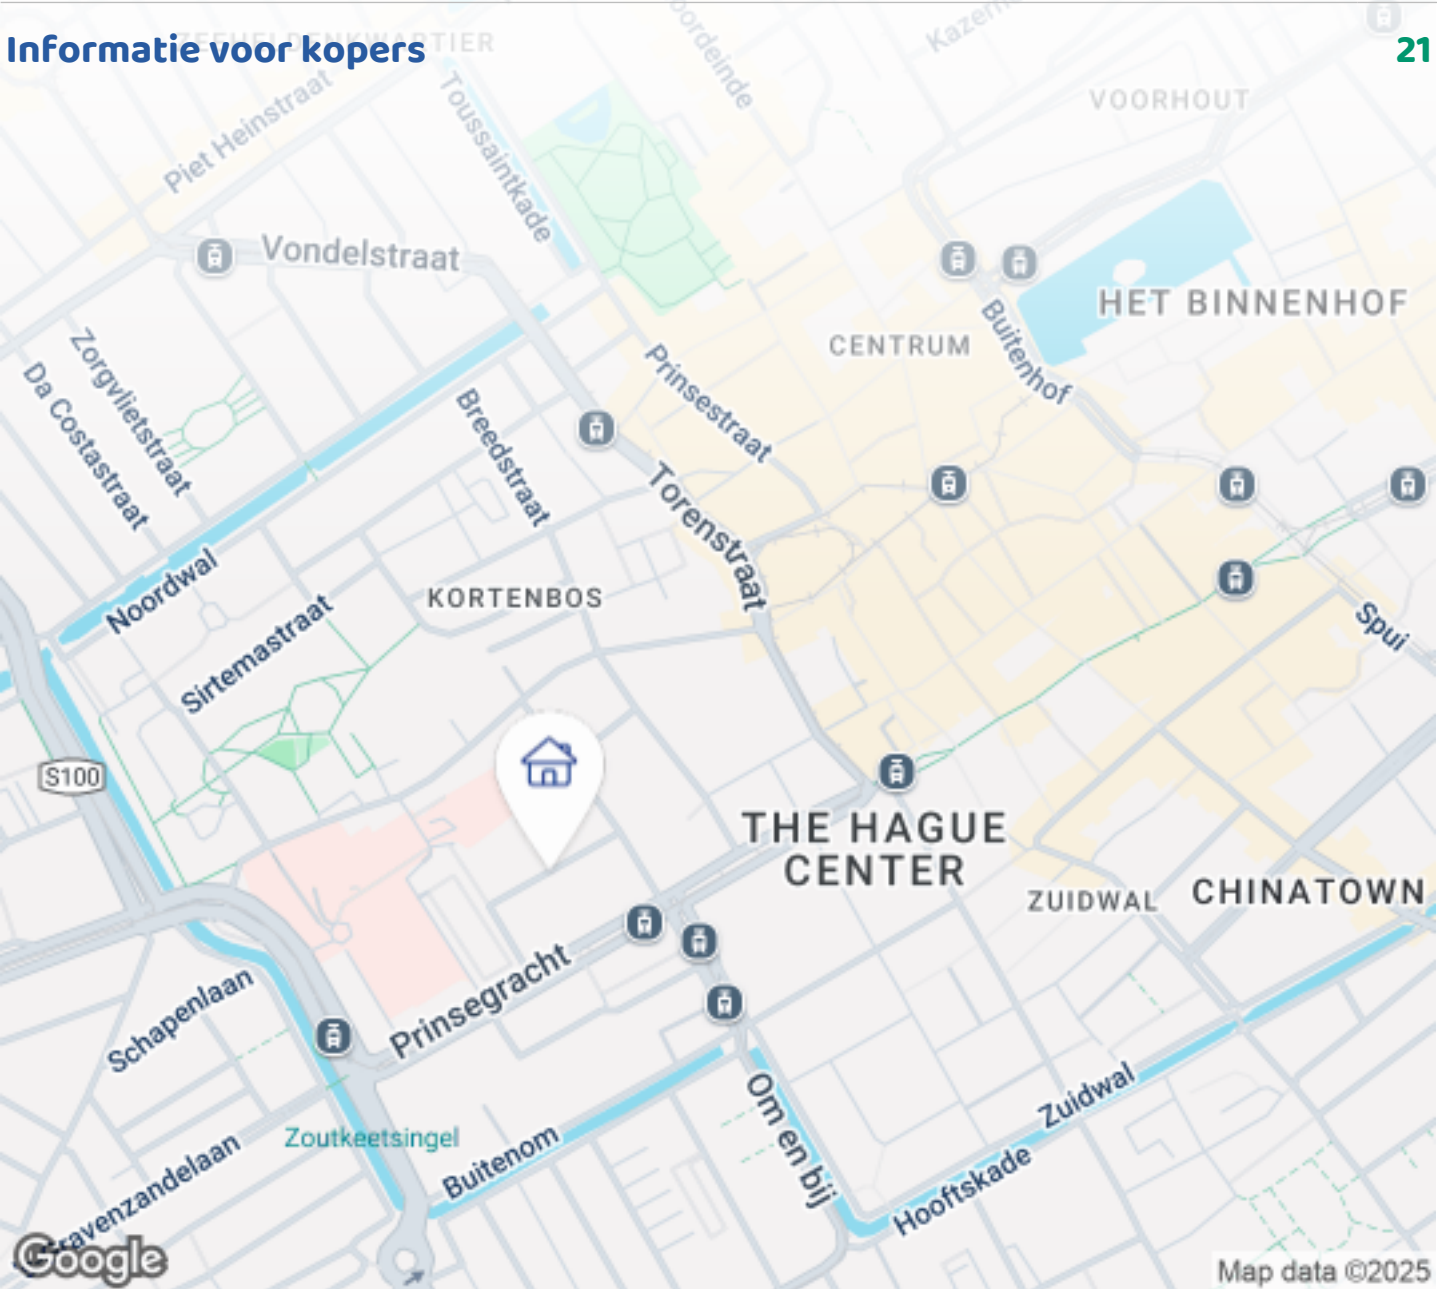 Informatie voor kopers
21
ZEEHELDENKWARTIER
Piet Heinstraat
Toussaintkade
VOORHOUT
Vondelstraat
HET BINNENHOF
CENTRUM
Buitenhof
Prinsestraat
Zorgvlietstraat
Da Costastraat
Breedstraat
Torenstraat
Noordwal
KORTENBOS
Sirtemastraat
Spui
S100
THE HAGUE
CENTER
ZUIDWAL
CHINATOWN
Prinsegracht
Schapenlaan
Om en bij
Zuidwal
Zoutkeetsingel
Buitenom
Hooftskade
Google
Map data ©2025